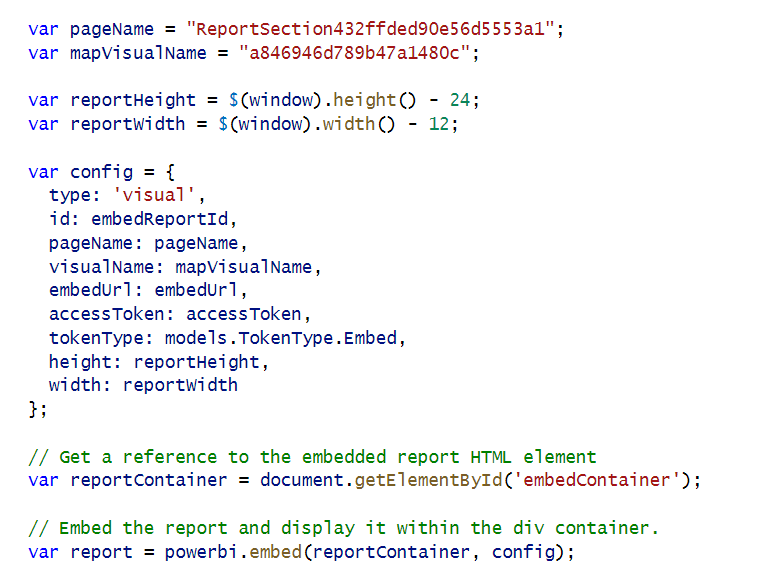 var pageName = "ReportSection432ffded90e56d5553a1";
var mapVisualName = "a846946d789b47a1480c";

var reportHeight = $(window).height() - 24;
var reportWidth = $(window).width() - 12;

var config = {
  type: 'visual',
  id: embedReportId,
  pageName: pageName,
  visualName: mapVisualName,
  embedUrl: embedUrl,
  accessToken: accessToken,
  tokenType: models.TokenType.Embed,
  height: reportHeight,
  width: reportWidth
};

// Get a reference to the embedded report HTML element
var reportContainer = document.getElementById('embedContainer');

// Embed the report and display it within the div container.
var report = powerbi.embed(reportContainer, config);